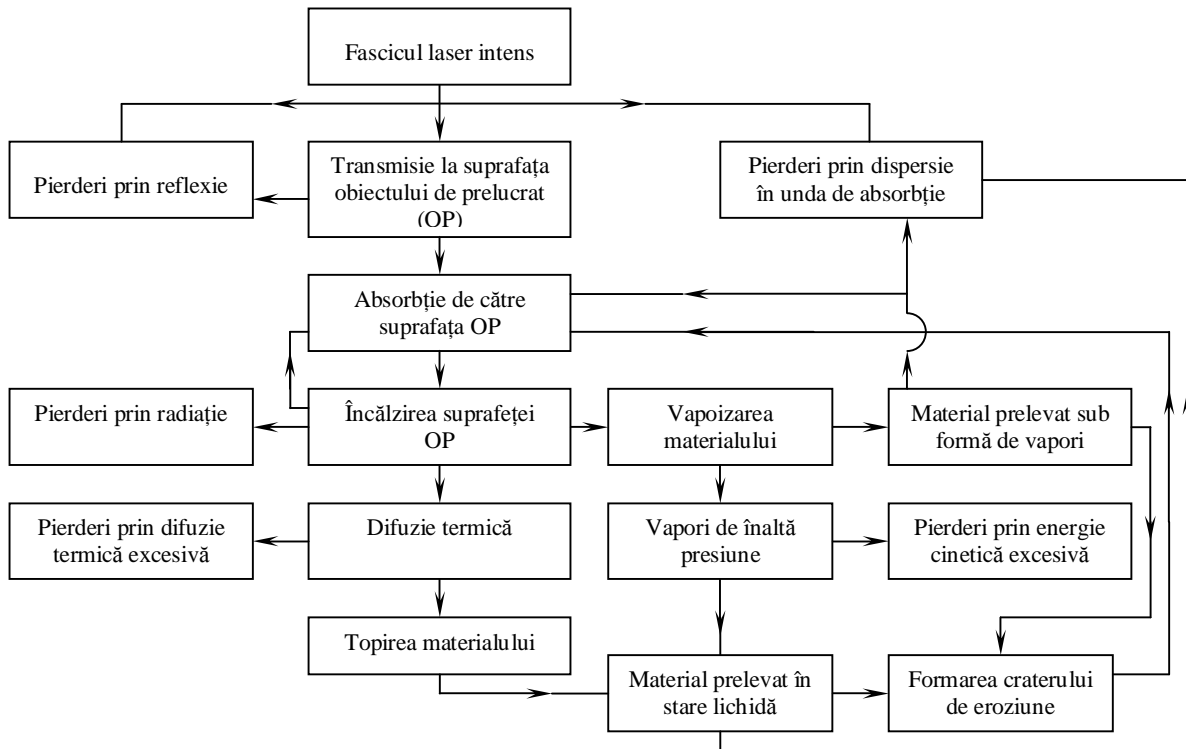 Fascicul laser intens
Pierderi prin reflexie
Transmisie la suprafața
obiectului de prelucrat
(OP)
Pierderi prin dispersie
în unda de absorbție
Absorbție de către
suprafața OP
Pierderi prin radiație
Încălzirea suprafeței
OP
Vapoizarea
materialului
Material prelevat sub
formă de vapori
Pierderi prin difuzie
termică excesivă
Difuzie termică
Vapori de înaltă
presiune
Pierderi prin energie
cinetică excesivă
Topirea materialului
Material prelevat în
stare lichidă
Formarea craterului
de eroziune